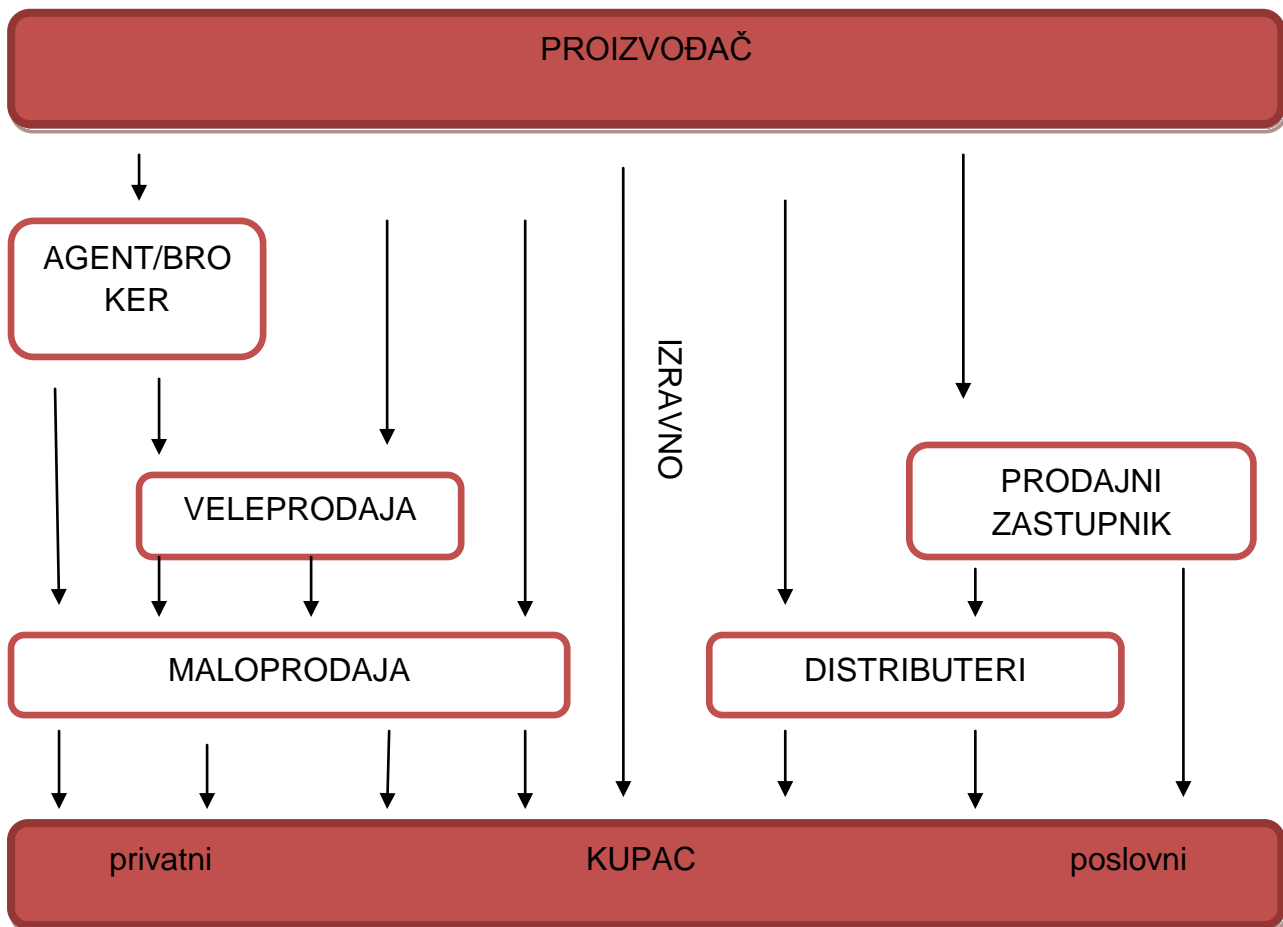 PROIZVOĐAČ
AGENT/BRO
KER
IZRAVNO
VELEPRODAJA
PRODAJNI
ZASTUPNIK
MALOPRODAJA
DISTRIBUTERI
privatni KUPAC poslovni